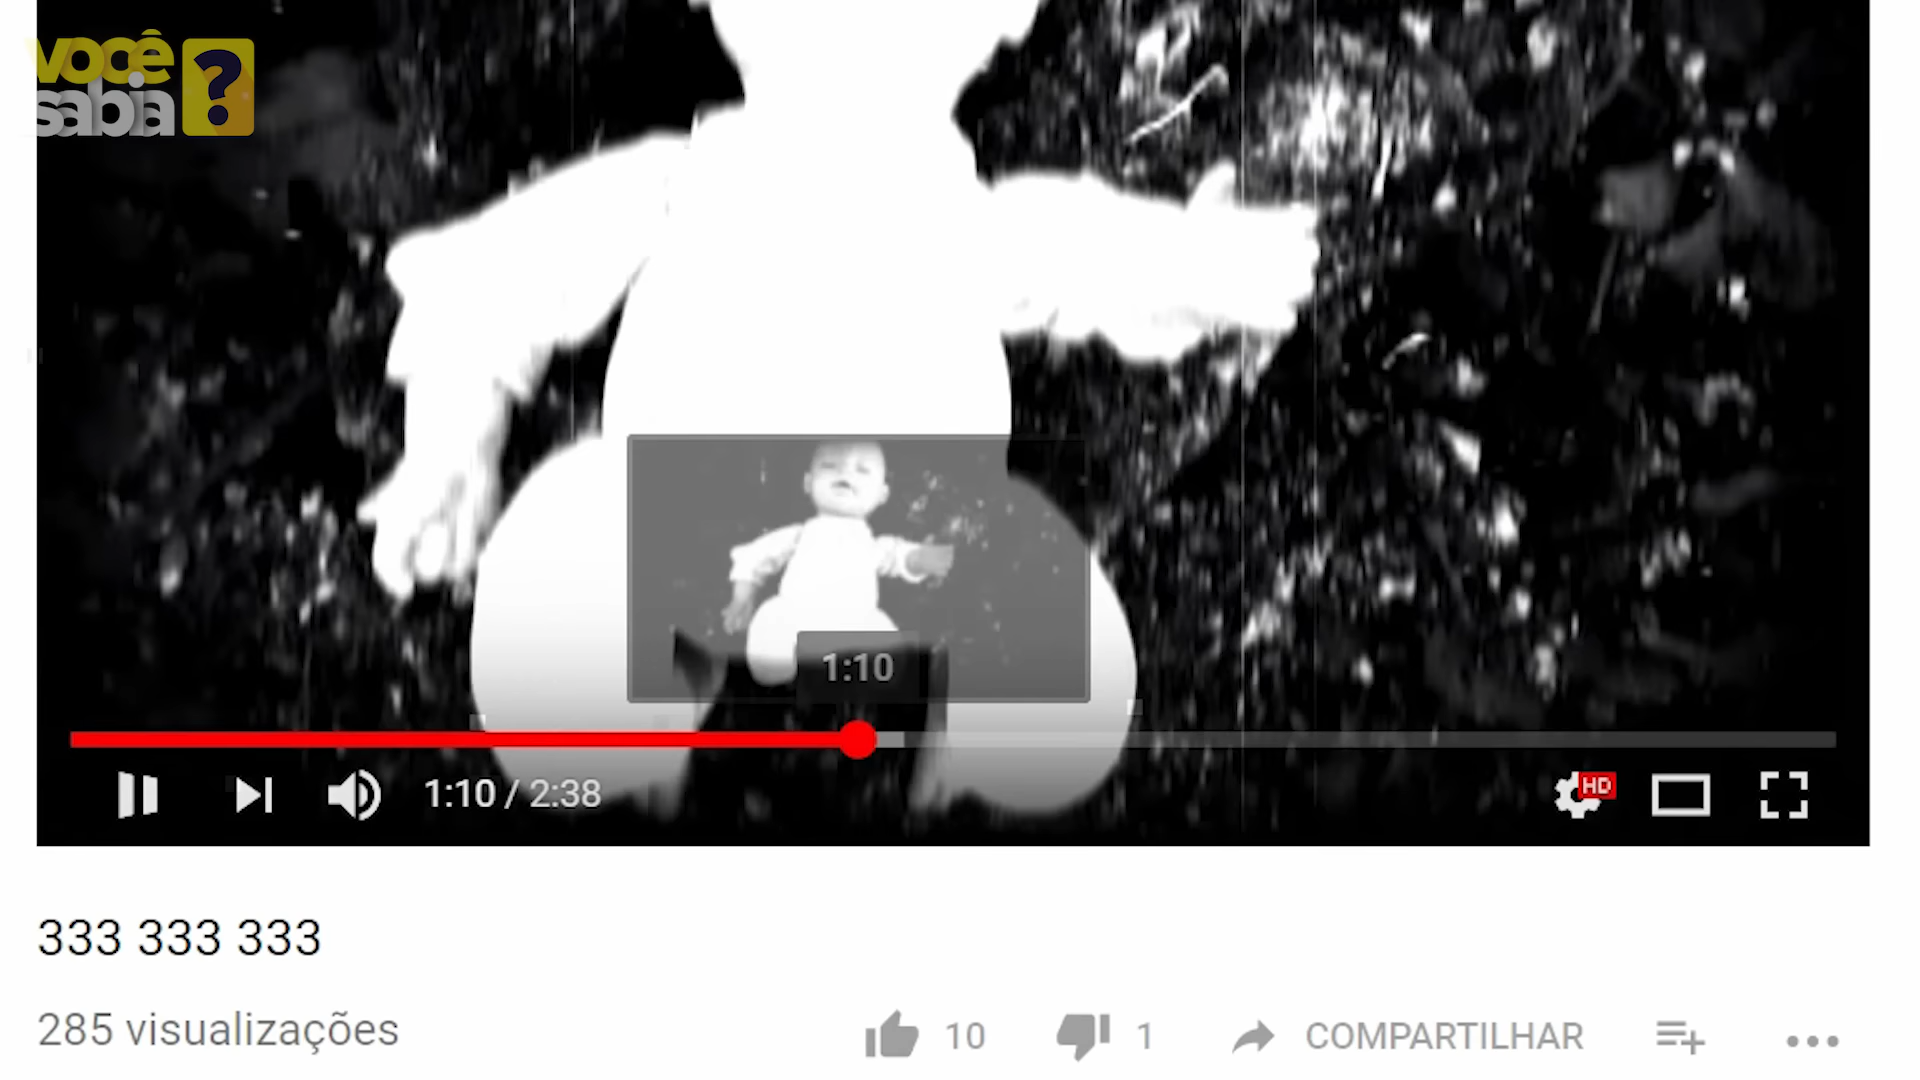 você
sabia ?
1:10
1:10 / 2:38
HD
333 333 333
285 visualizações
10
1
COMPARTILHAR